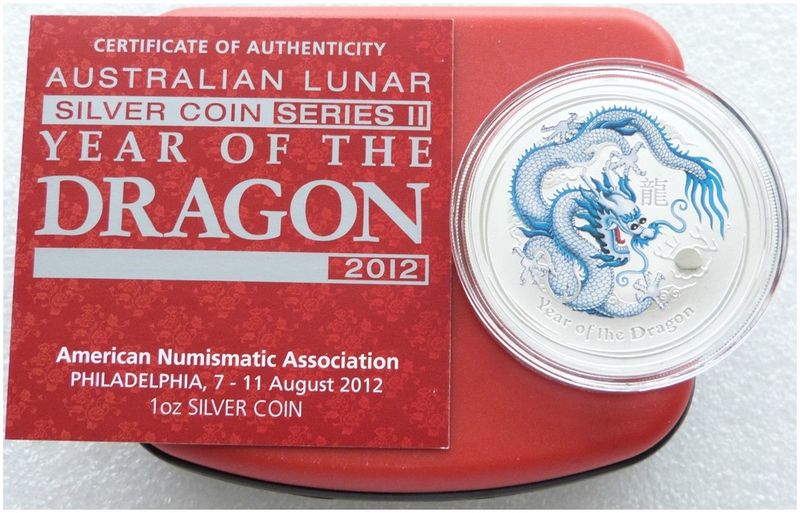 CERTIFICATE OF AUTHENTICITY
AUSTRALIAN LUNAR
SILVER COIN SERIES II
YEAR OF THE
DRAGON
2012
American Numismatic Association
PHILADELPHIA, 7 - 11 August 2012
1oz SILVER COIN
龍
Year of the Dragon